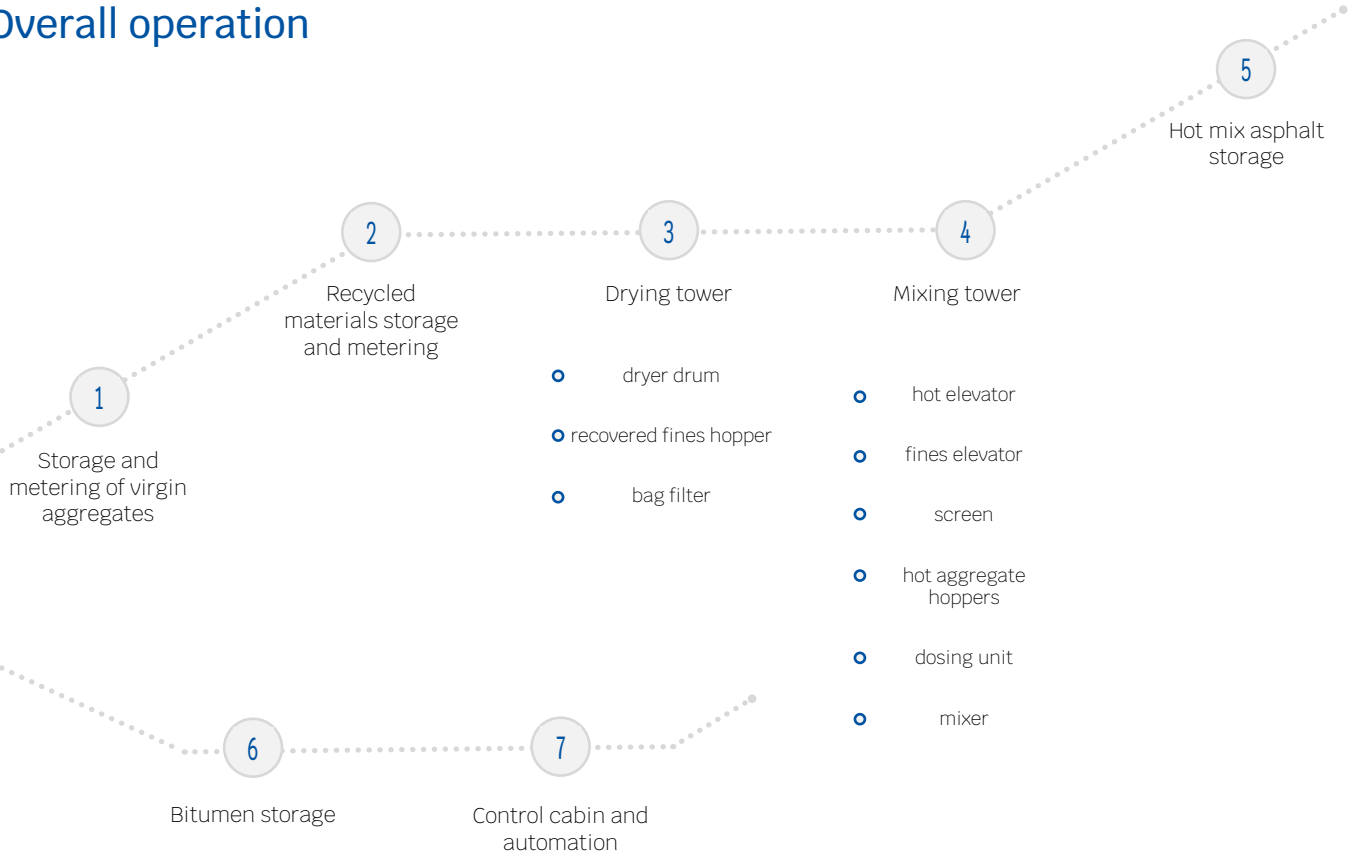 Overall operation
5
Hot mix asphalt
storage
2
Recycled
materials storage
and metering
3
Drying tower
dryer drum
recovered fines hopper
bag filter
4
Mixing tower
hot elevator
fines elevator
screen
hot aggregate
hoppers
dosing unit
mixer
1
Storage and
metering of virgin
aggregates
6
Bitumen storage
7
Control cabin and
automation